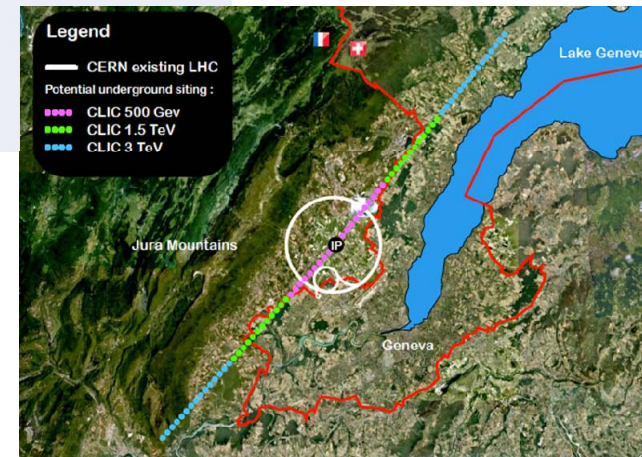 Legend
CERN existing LHC
Potential underground siting :
CLIC 500 Gev
CLIC 1.5 TeV
CLIC 3 TeV
Lake Geneva
Jura Mountains
IP
Geneva